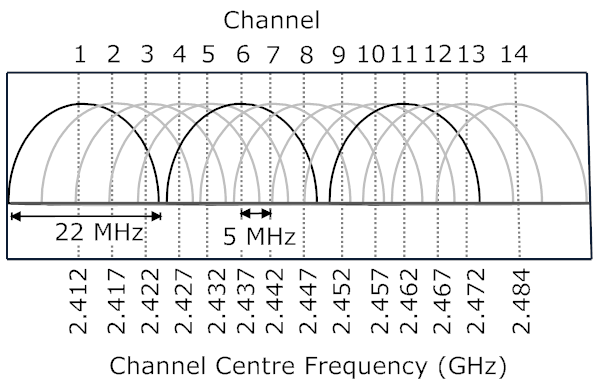 Channel
1 2 3 4 5 6 7 8 9 10 11 12 13 14
22 MHz
5 MHz
2.412 2.417 2.422 2.427 2.432 2.437 2.442 2.447 2.452 2.457 2.462 2.467 2.472 2.484
Channel Centre Frequency (GHz)